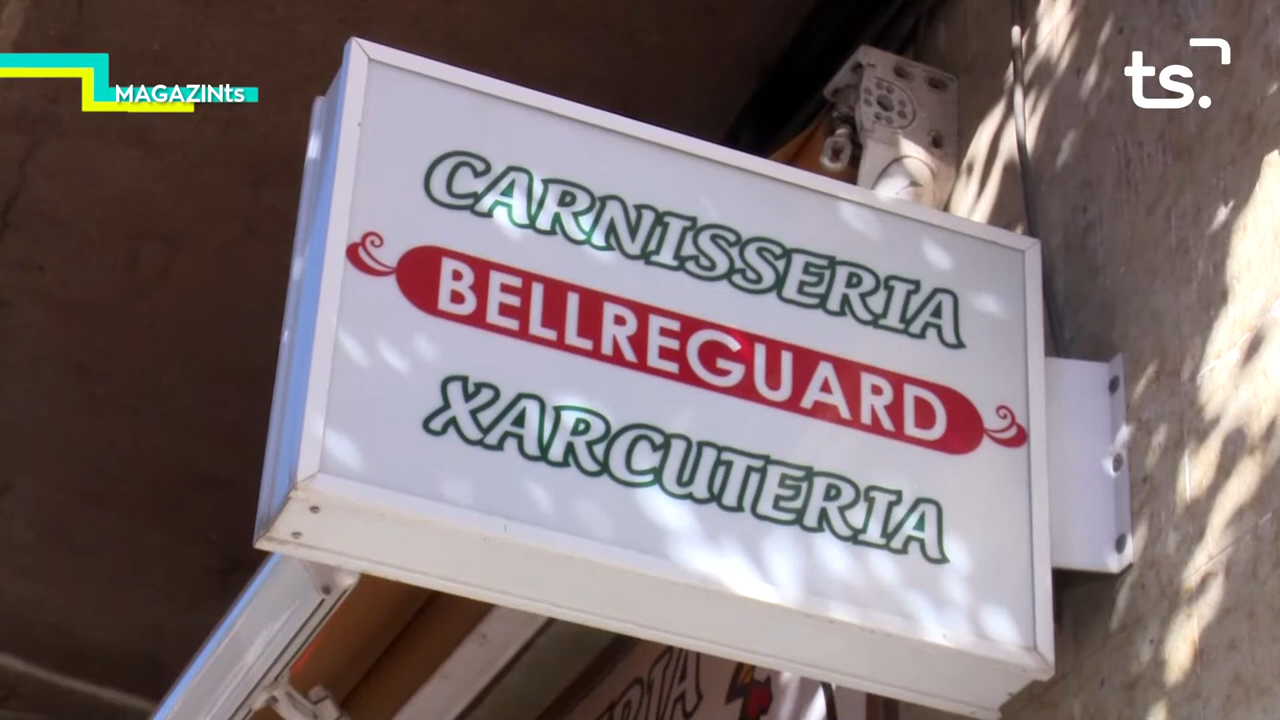 MAGAZINts
ts.
CARNISSERIA
BELLREGUARD
XARCUTERIA